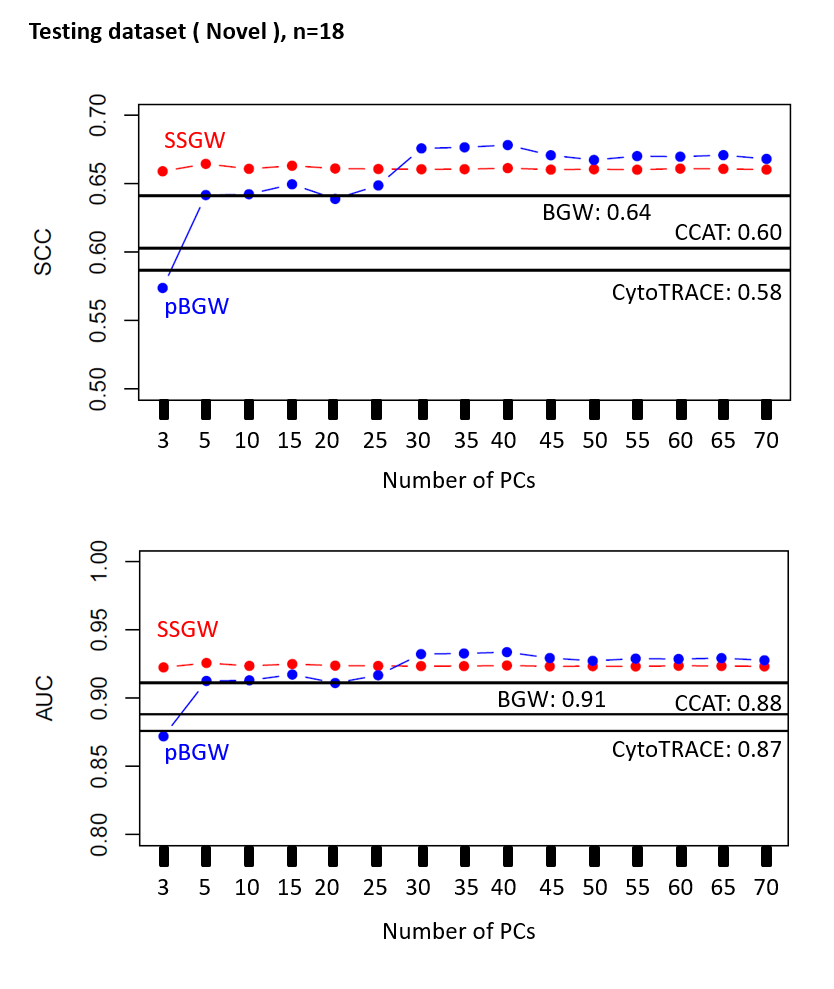 Testing dataset ( Novel ), n=18
0.70
SSGW
0.65
BGW: 0.64
CCAT: 0.60
0.60
SCC
CytoTRACE: 0.58
pBGW
0.55
0.50
3 5 10 15 20 25 30 35 40 45 50 55 60 65 70
Number of PCs
1.00
0.95
SSGW
0.90
BGW: 0.91
CCAT: 0.88
AUC
pBGW
CytoTRACE: 0.87
0.85
0.80
3 5 10 15 20 25 30 35 40 45 50 55 60 65 70
Number of PCs